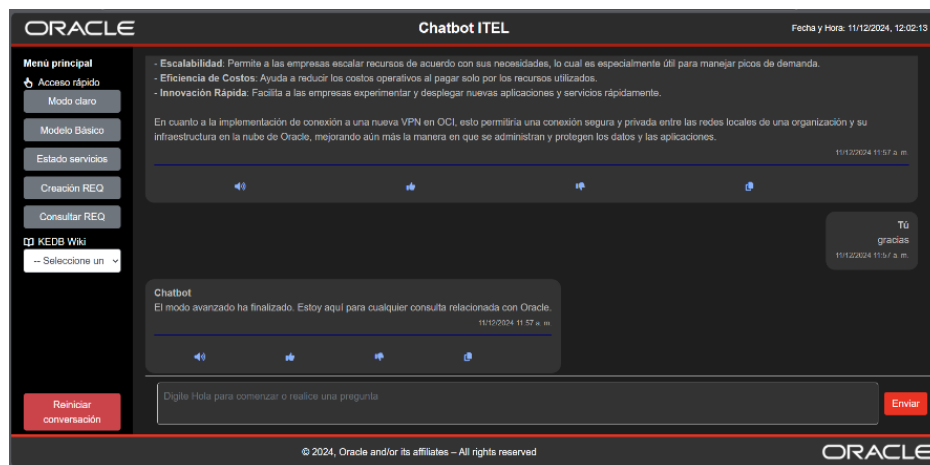 ORACLE
Chatbot ITEL
Fecha y Hora: 11/12/2024, 12:02:13
Menú principal
Acceso rápido
Modo claro
Modelo Básico
Estado servicios
Creación REQ
Consultar REQ
KEDB Wiki
-- Seleccione un
Reiniciar
conversación
- Escalabilidad: Permite a las empresas escalar recursos de acuerdo con sus necesidades, lo cual es especialmente útil para manejar picos de demanda.
- Eficiencia de Costos: Ayuda a reducir los costos operativos al pagar solo por los recursos utilizados.
- Innovación Rápida: Facilita a las empresas experimentar y desplegar nuevas aplicaciones y servicios rápidamente.
En cuanto a la implementación de conexión a una nueva VPN en OCI, esto permitiría una conexión segura y privada entre las redes locales de una organización y su
infraestructura en la nube de Oracle, mejorando aún más la manera en que se administran y protegen los datos y las aplicaciones.
11/12/2024 11:57 a. m.
Tú
gracias
11/12/2024 11:57 a. m.
Chatbot
El modo avanzado ha finalizado. Estoy aquí para cualquier consulta relacionada con Oracle.
11/12/2024 11:57 a. m.
Digite Hola para comenzar o realice una pregunta
Enviar
© 2024, Oracle and/or its affiliates – All rights reserved
ORACLE